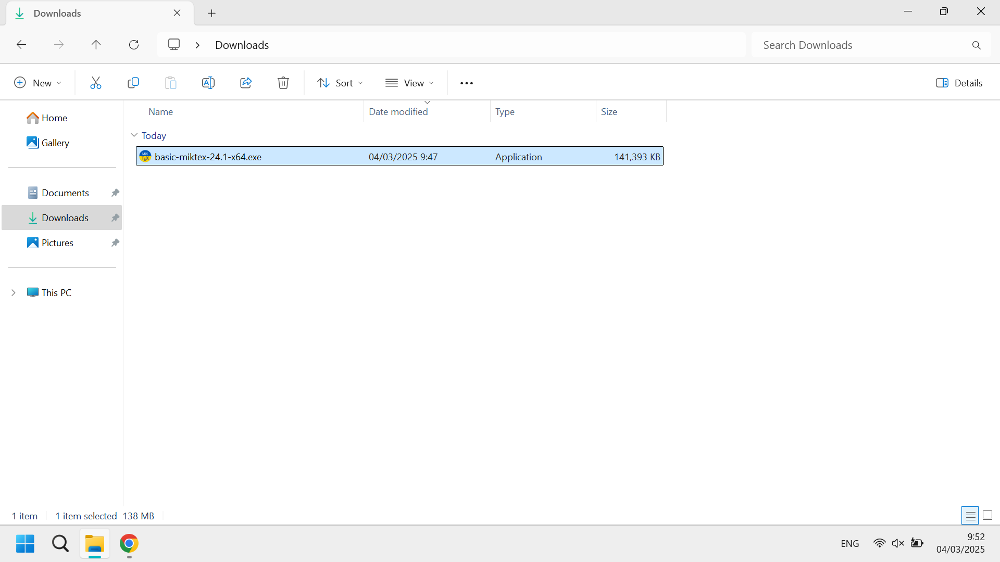 Downloads
Downloads
Search Downloads
New
Sort
View
Details
Home
Gallery
Documents
Downloads
Pictures
This PC
Name
Date modified
Type
Size
Today
MiK
TEX
basic-miktex-24.1-x64.exe
04/03/2025 9:47
Application
141,393 KB
1 item
1 item selected 138 MB
ENG
9:52
04/03/2025